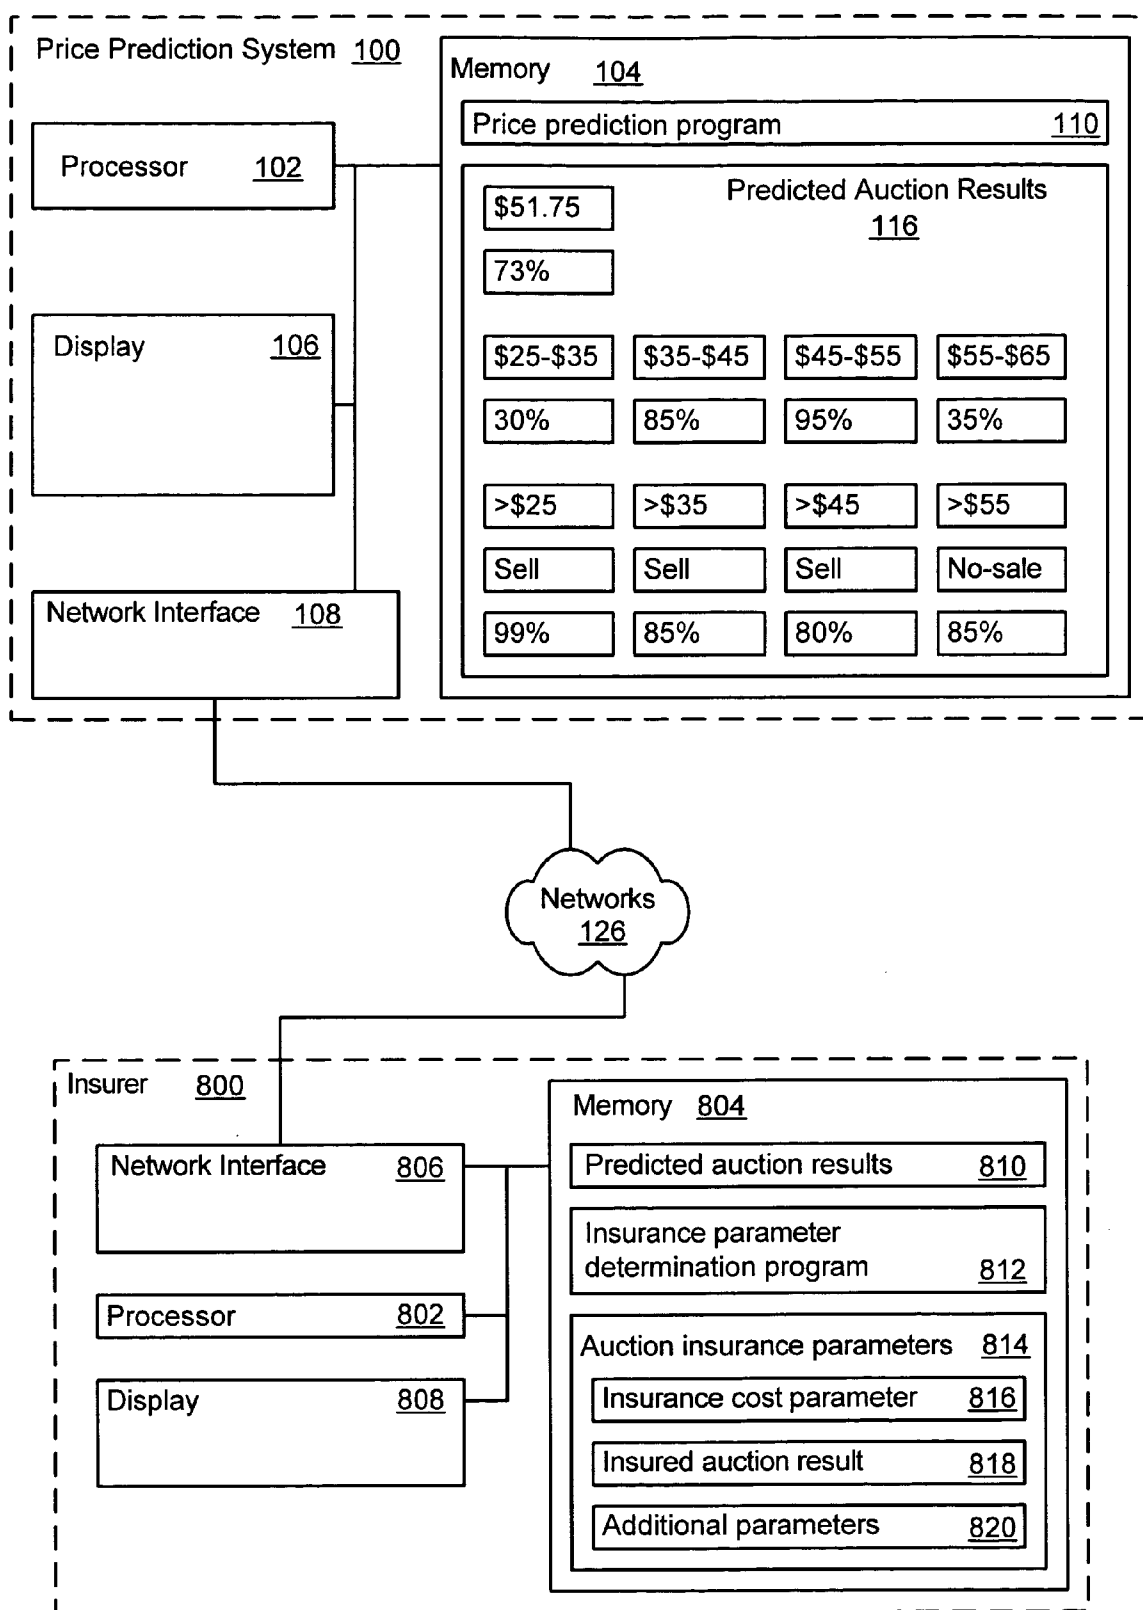 Price Prediction System 100
Memory 104
Price prediction program 110
Processor 102
Predicted Auction Results
116
$51.75
73%
Display 106
$25-$35 $35-$45 $45-$55 $55-$65
30% 85% 95% 35%
>$25 >$35 >$45 >$55
Sell Sell Sell No-sale
99% 85% 80% 85%
Network Interface 108
Networks
126
Insurer 800
Memory 804
Network Interface 806
Predicted auction results 810
Insurance parameter
determination program 812
Processor 802
Auction insurance parameters 814
Display 808
Insurance cost parameter 816
Insured auction result 818
Additional parameters 820